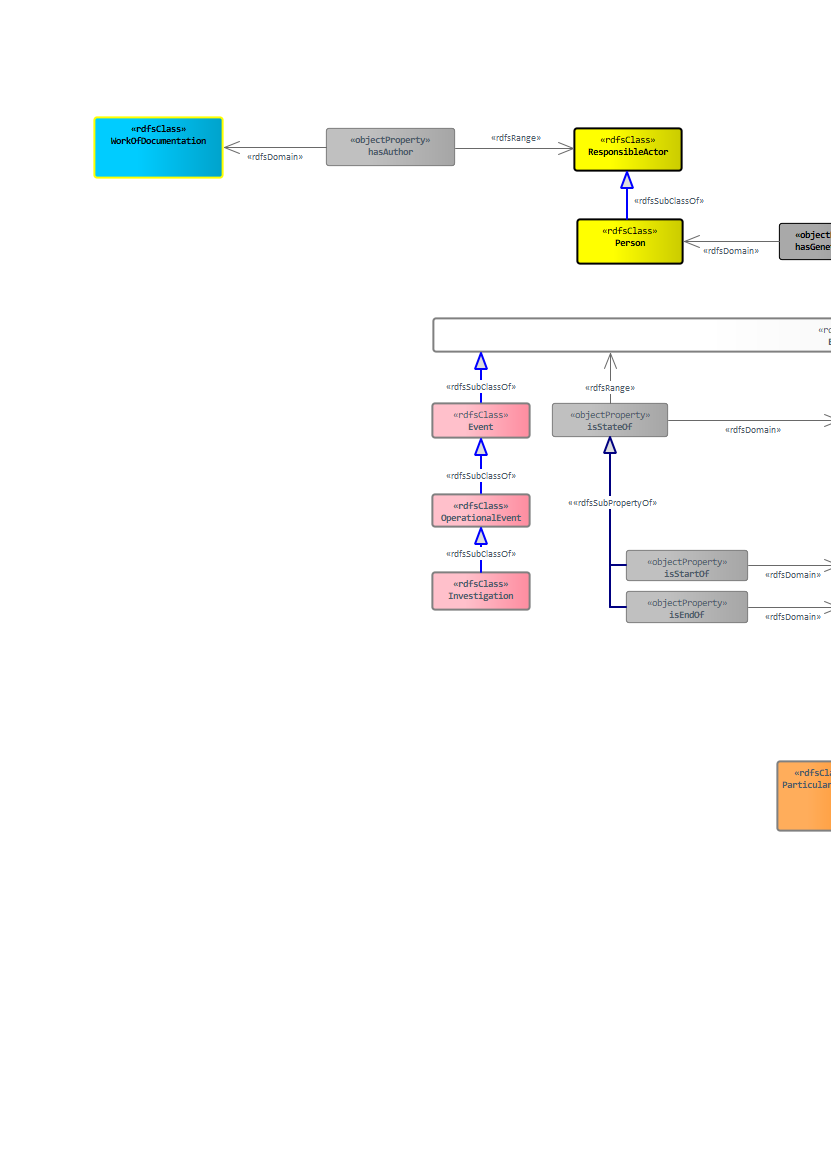 «rdfsClass»
WorkOfDocumentation
«rdfsDomain»
«objectProperty»
hasAuthor
«rdfsRange»
«rdfsClass»
ResponsibleActor
«rdfsSubClassOf»
«rdfsClass»
Person
«rdfsDomain»
«object
hasGene
«rdfsSubClassOf»
«rdfsRange»
«rdfsClass»
Event
«objectProperty»
isStateOf
«rdfsDomain»
«rdfsSubClassOf»
«rdfsClass»
OperationalEvent
««rdfsSubPropertyOf»
«rdfsSubClassOf»
«rdfsClass»
Investigation
«objectProperty»
isStartOf
«rdfsDomain»
«objectProperty»
isEndOf
«rdfsDomain»
«rdfsCla
Particular